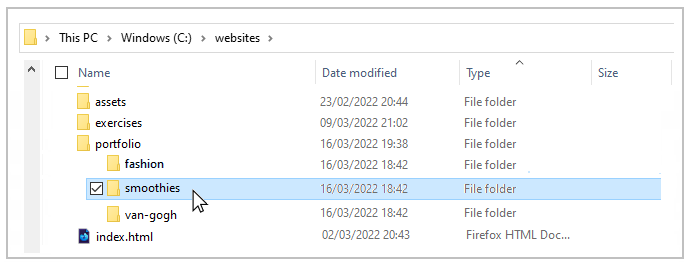 This PC > Windows (C:) > websites >
Name Date modified Type Size
assets 23/02/2022 20:44 File folder
exercises 09/03/2022 21:02 File folder
portfolio 16/03/2022 19:38 File folder
fashion 16/03/2022 18:42 File folder
smoothies 16/03/2022 18:42 File folder
van-gogh 16/03/2022 18:42 File folder
index.html 02/03/2022 20:43 Firefox HTML Doc...